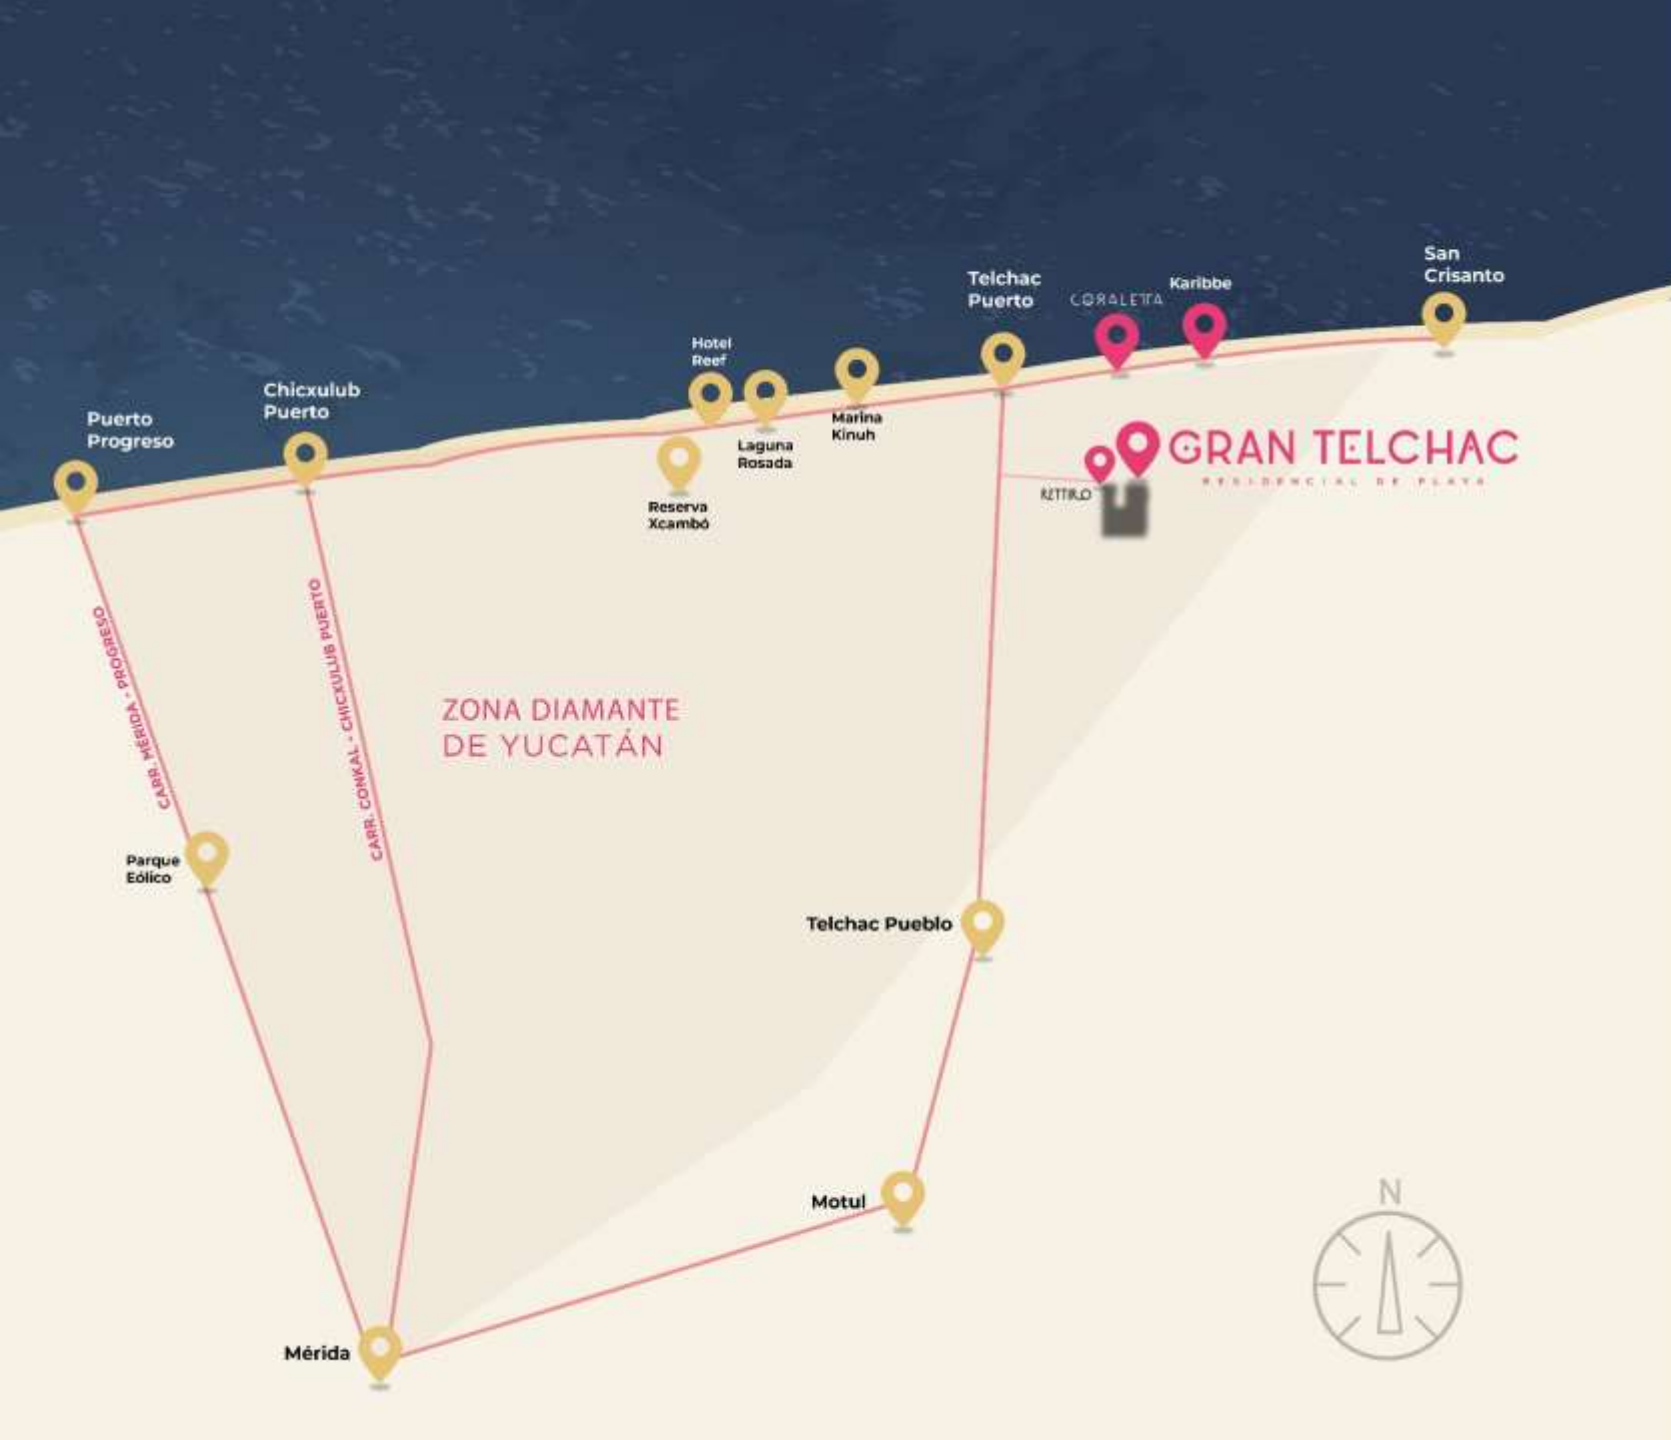 San
Crisanto
Telchac
Puerto
CORALETTA
Karibbe
Hotel
Reef
Chicxulub
Puerto
Puerto
Progreso
Marina
Kinuh
Laguna
Rosada
Reserva
Xcambó
GRAN TELCHAC
RESIDENCIAL DE PLAYA
RETTIRO
CARR. MÉRIDA - PROGRESO
CARR. CONKAL - CHICXULUB PUERTO
ZONA DIAMANTE
DE YUCATÁN
Parque
Eólico
Telchac Pueblo
Motul
N
Mérida